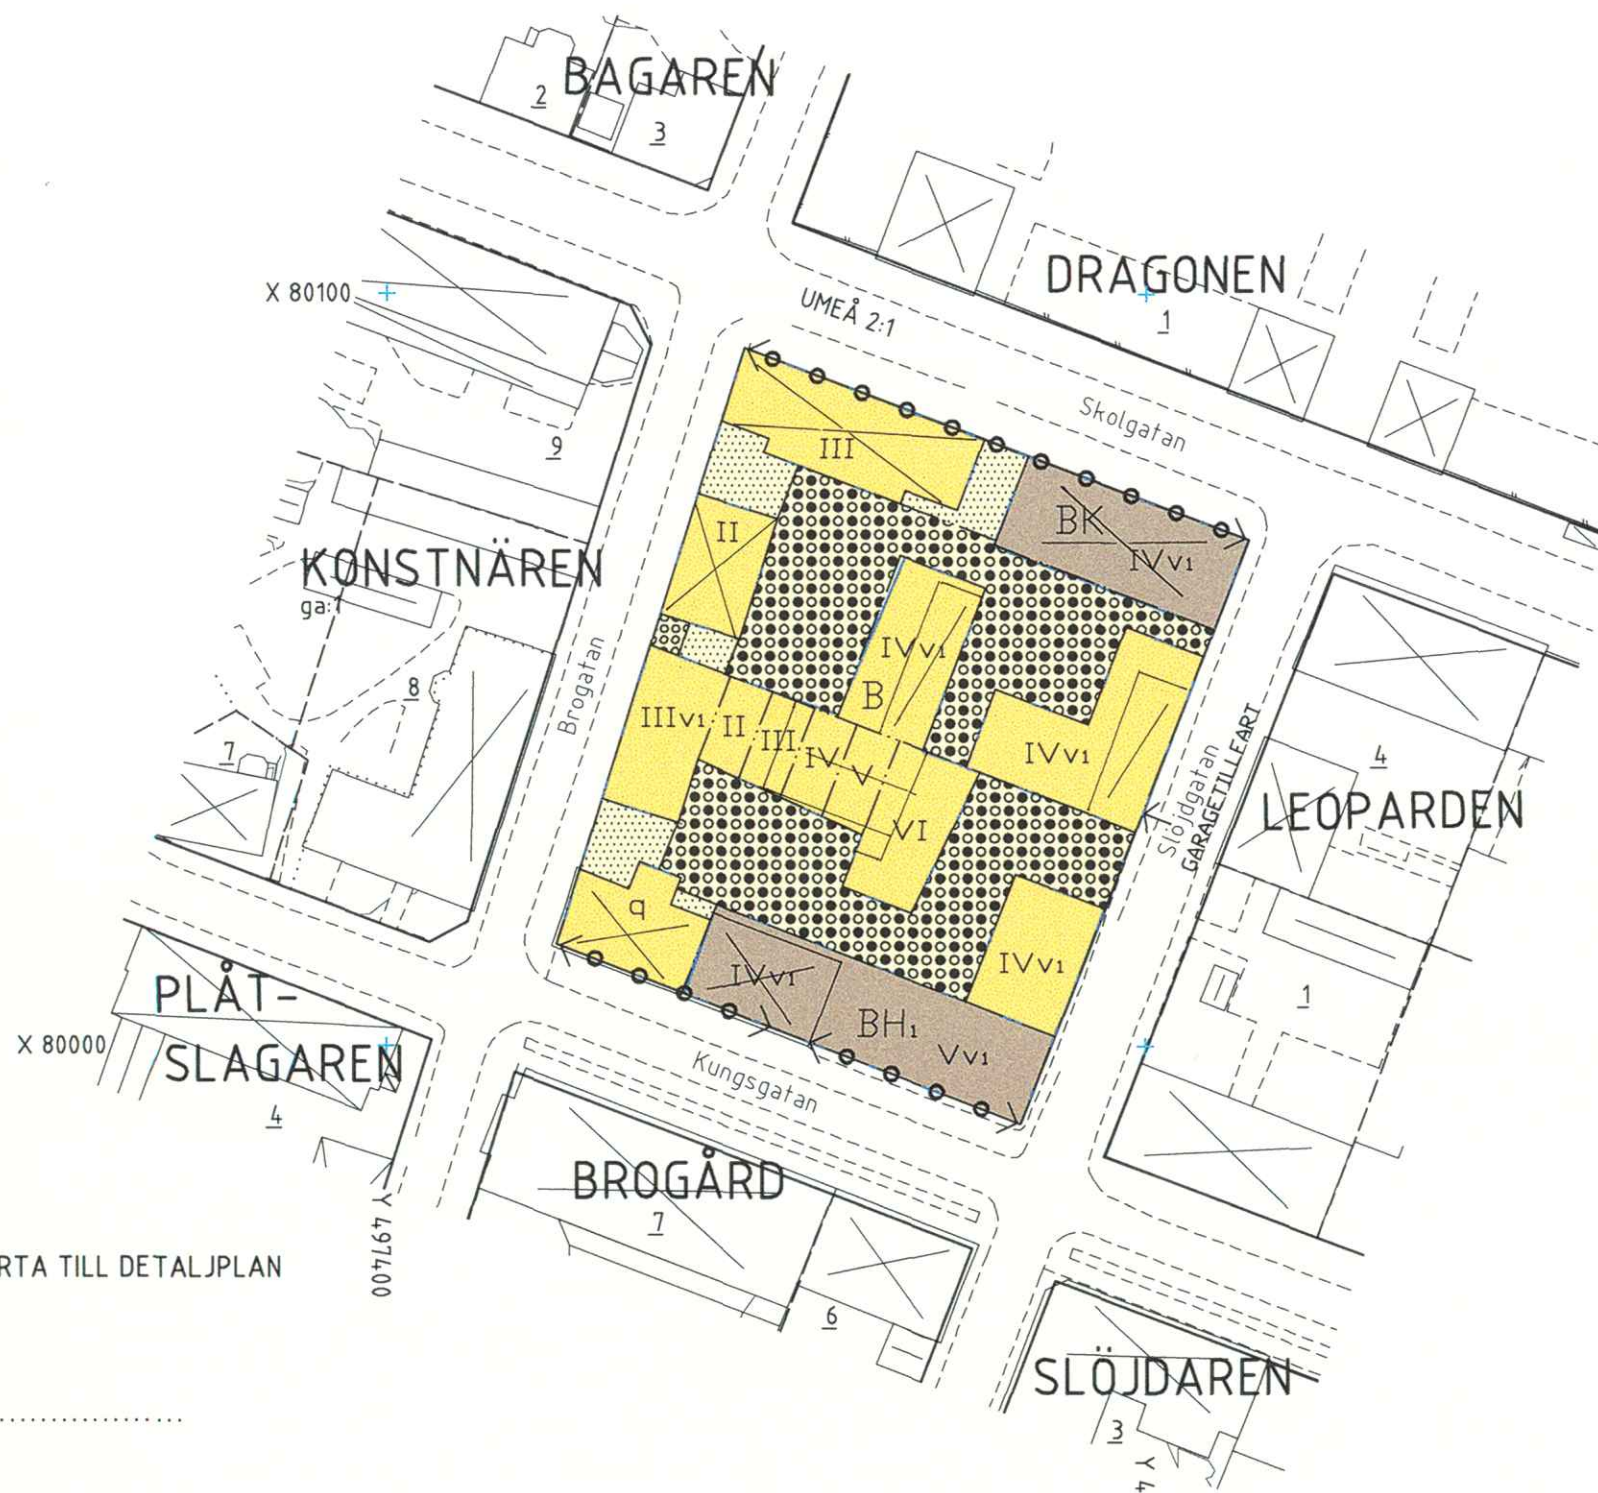 BAGAREN
2
3
DRAGONEN
1
X 80100
UMEÅ 2:1
Skolgatan
9
III
BK
IVv1
II
KONSTNÄREN
ga:1
IVv1
B
Brogatan
8
IIIv1
II
III
IV
V
IVv1
7
VI
Slöjdgatan
GARAGETILLFART
4
LEOPARDEN
q
IVv1
IVv1
BH1
Vv1
1
PLÅT-
SLAGAREN
4
X 80000
Kungsgatan
BROGÅRD
7
6
Y 497400
RTA TILL DETALJPLAN
SLÖJDAREN
3
Y 4